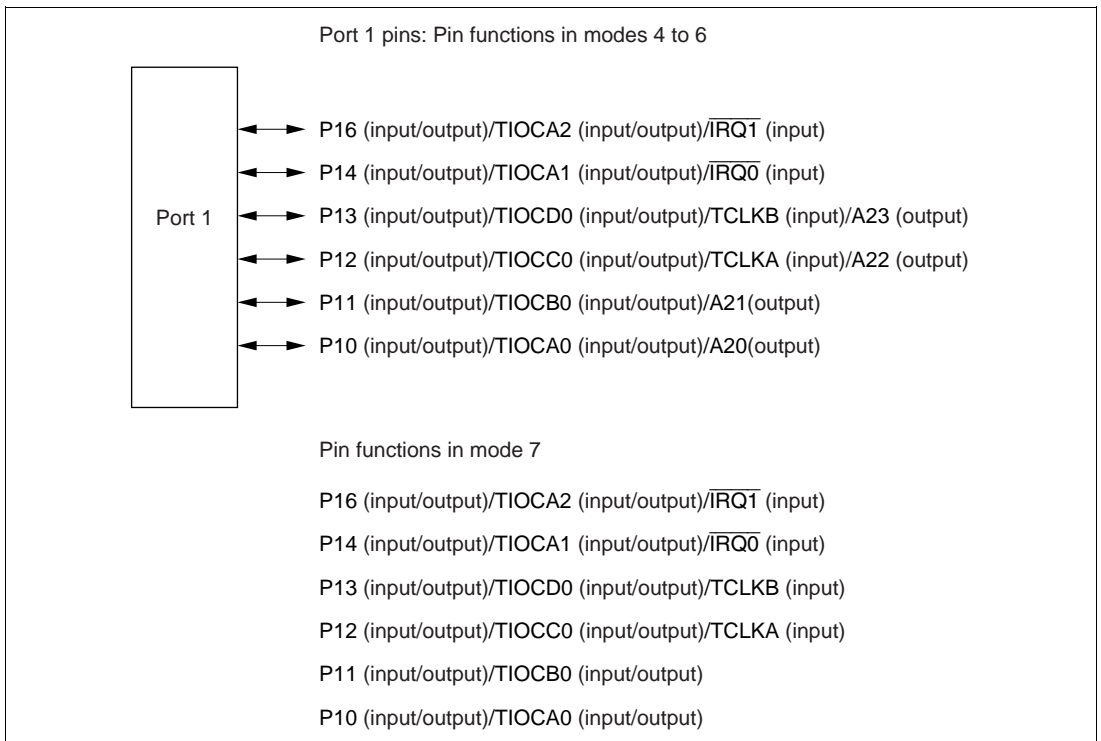 Port 1 pins: Pin functions in modes 4 to 6
P16 (input/output)/TIOCA2 (input/output)/I̅R̅Q̅1̅ (input)
P14 (input/output)/TIOCA1 (input/output)/I̅R̅Q̅0̅ (input)
Port 1
P13 (input/output)/TIOCD0 (input/output)/TCLKB (input)/A23 (output)
P12 (input/output)/TIOCC0 (input/output)/TCLKA (input)/A22 (output)
P11 (input/output)/TIOCB0 (input/output)/A21(output)
P10 (input/output)/TIOCA0 (input/output)/A20(output)
Pin functions in mode 7
P16 (input/output)/TIOCA2 (input/output)/I̅R̅Q̅1̅ (input)
P14 (input/output)/TIOCA1 (input/output)/I̅R̅Q̅0̅ (input)
P13 (input/output)/TIOCD0 (input/output)/TCLKB (input)
P12 (input/output)/TIOCC0 (input/output)/TCLKA (input)
P11 (input/output)/TIOCB0 (input/output)
P10 (input/output)/TIOCA0 (input/output)